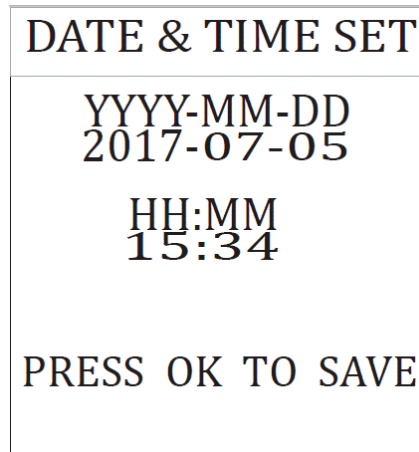 DATE & TIME SET
YYYY-MM-DD
2017-07-05
HH:MM
15:34
PRESS OK TO SAVE